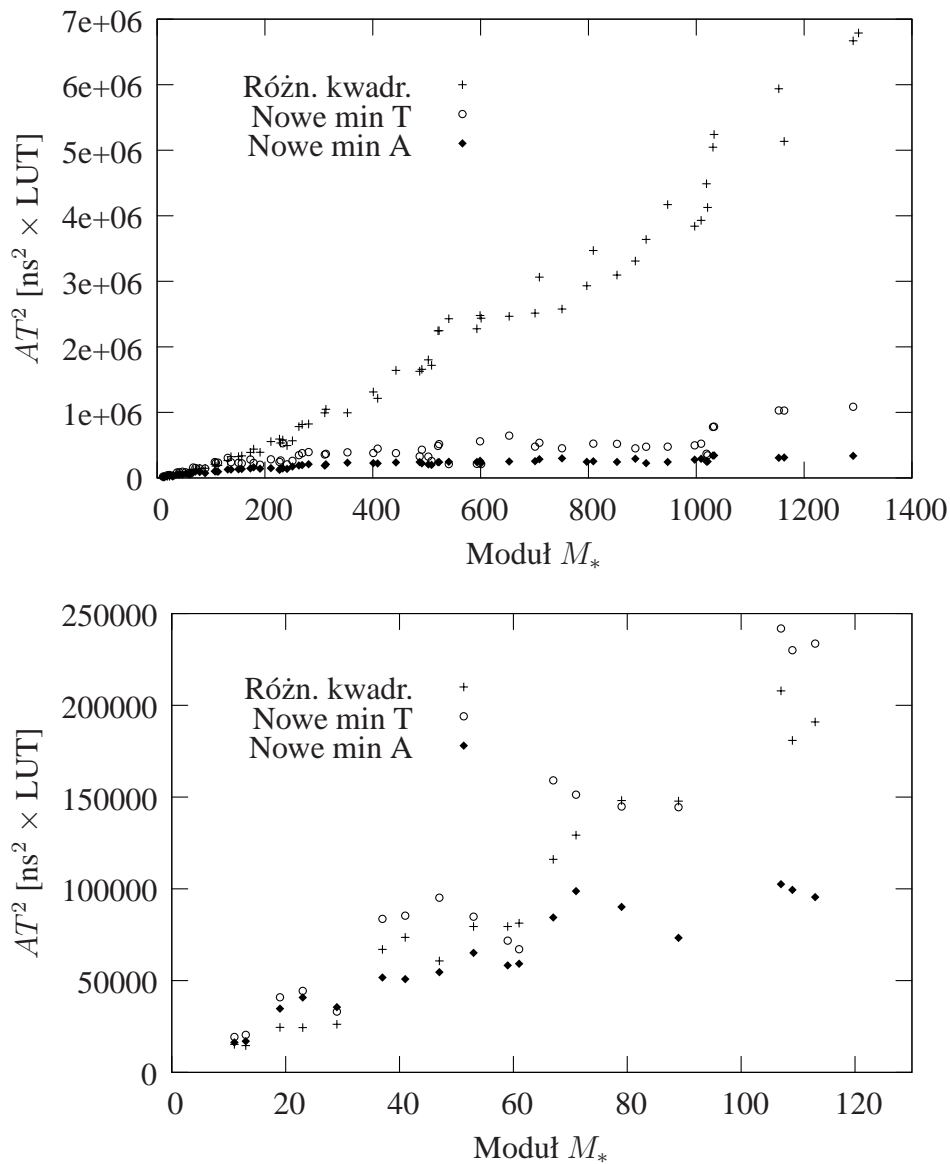 7e+06
6e+06
5e+06
4e+06
3e+06
2e+06
1e+06
0
AT² [ns² × LUT]
Różn. kwadr.
Nowe min T
Nowe min A
0 200 400 600 800 1000 1200 1400
Moduł M*
250000
200000
150000
100000
50000
0
AT² [ns² × LUT]
Różn. kwadr.
Nowe min T
Nowe min A
0 20 40 60 80 100 120
Moduł M*